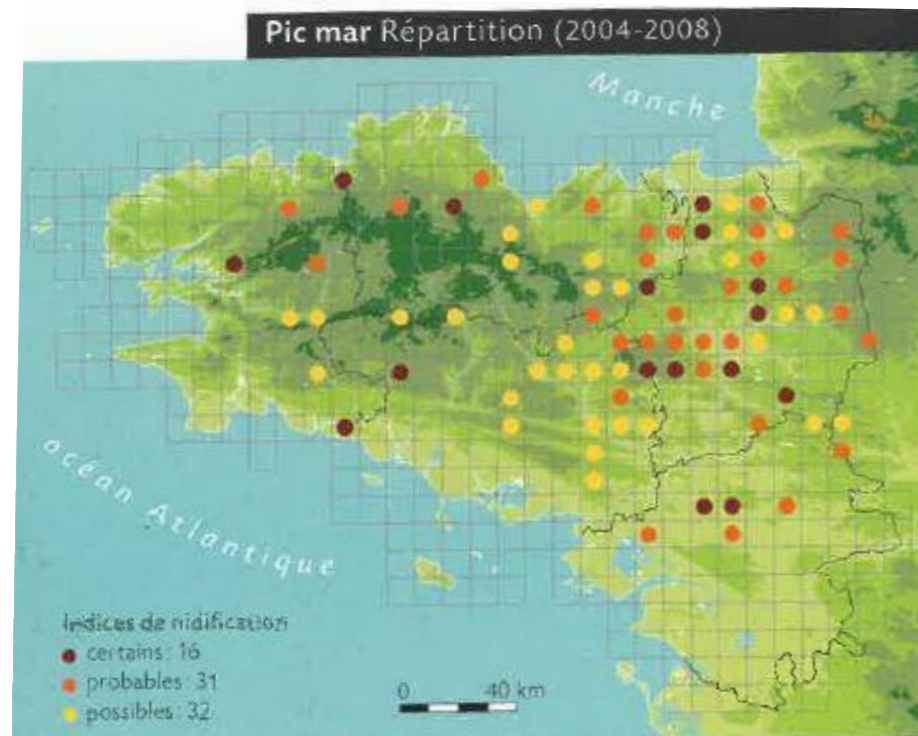 Pic mar Répartition (2004-2008)
Manche
océan Atlantique
Indices de nidification
certains : 16
probables : 31
possibles : 32
0 40 km